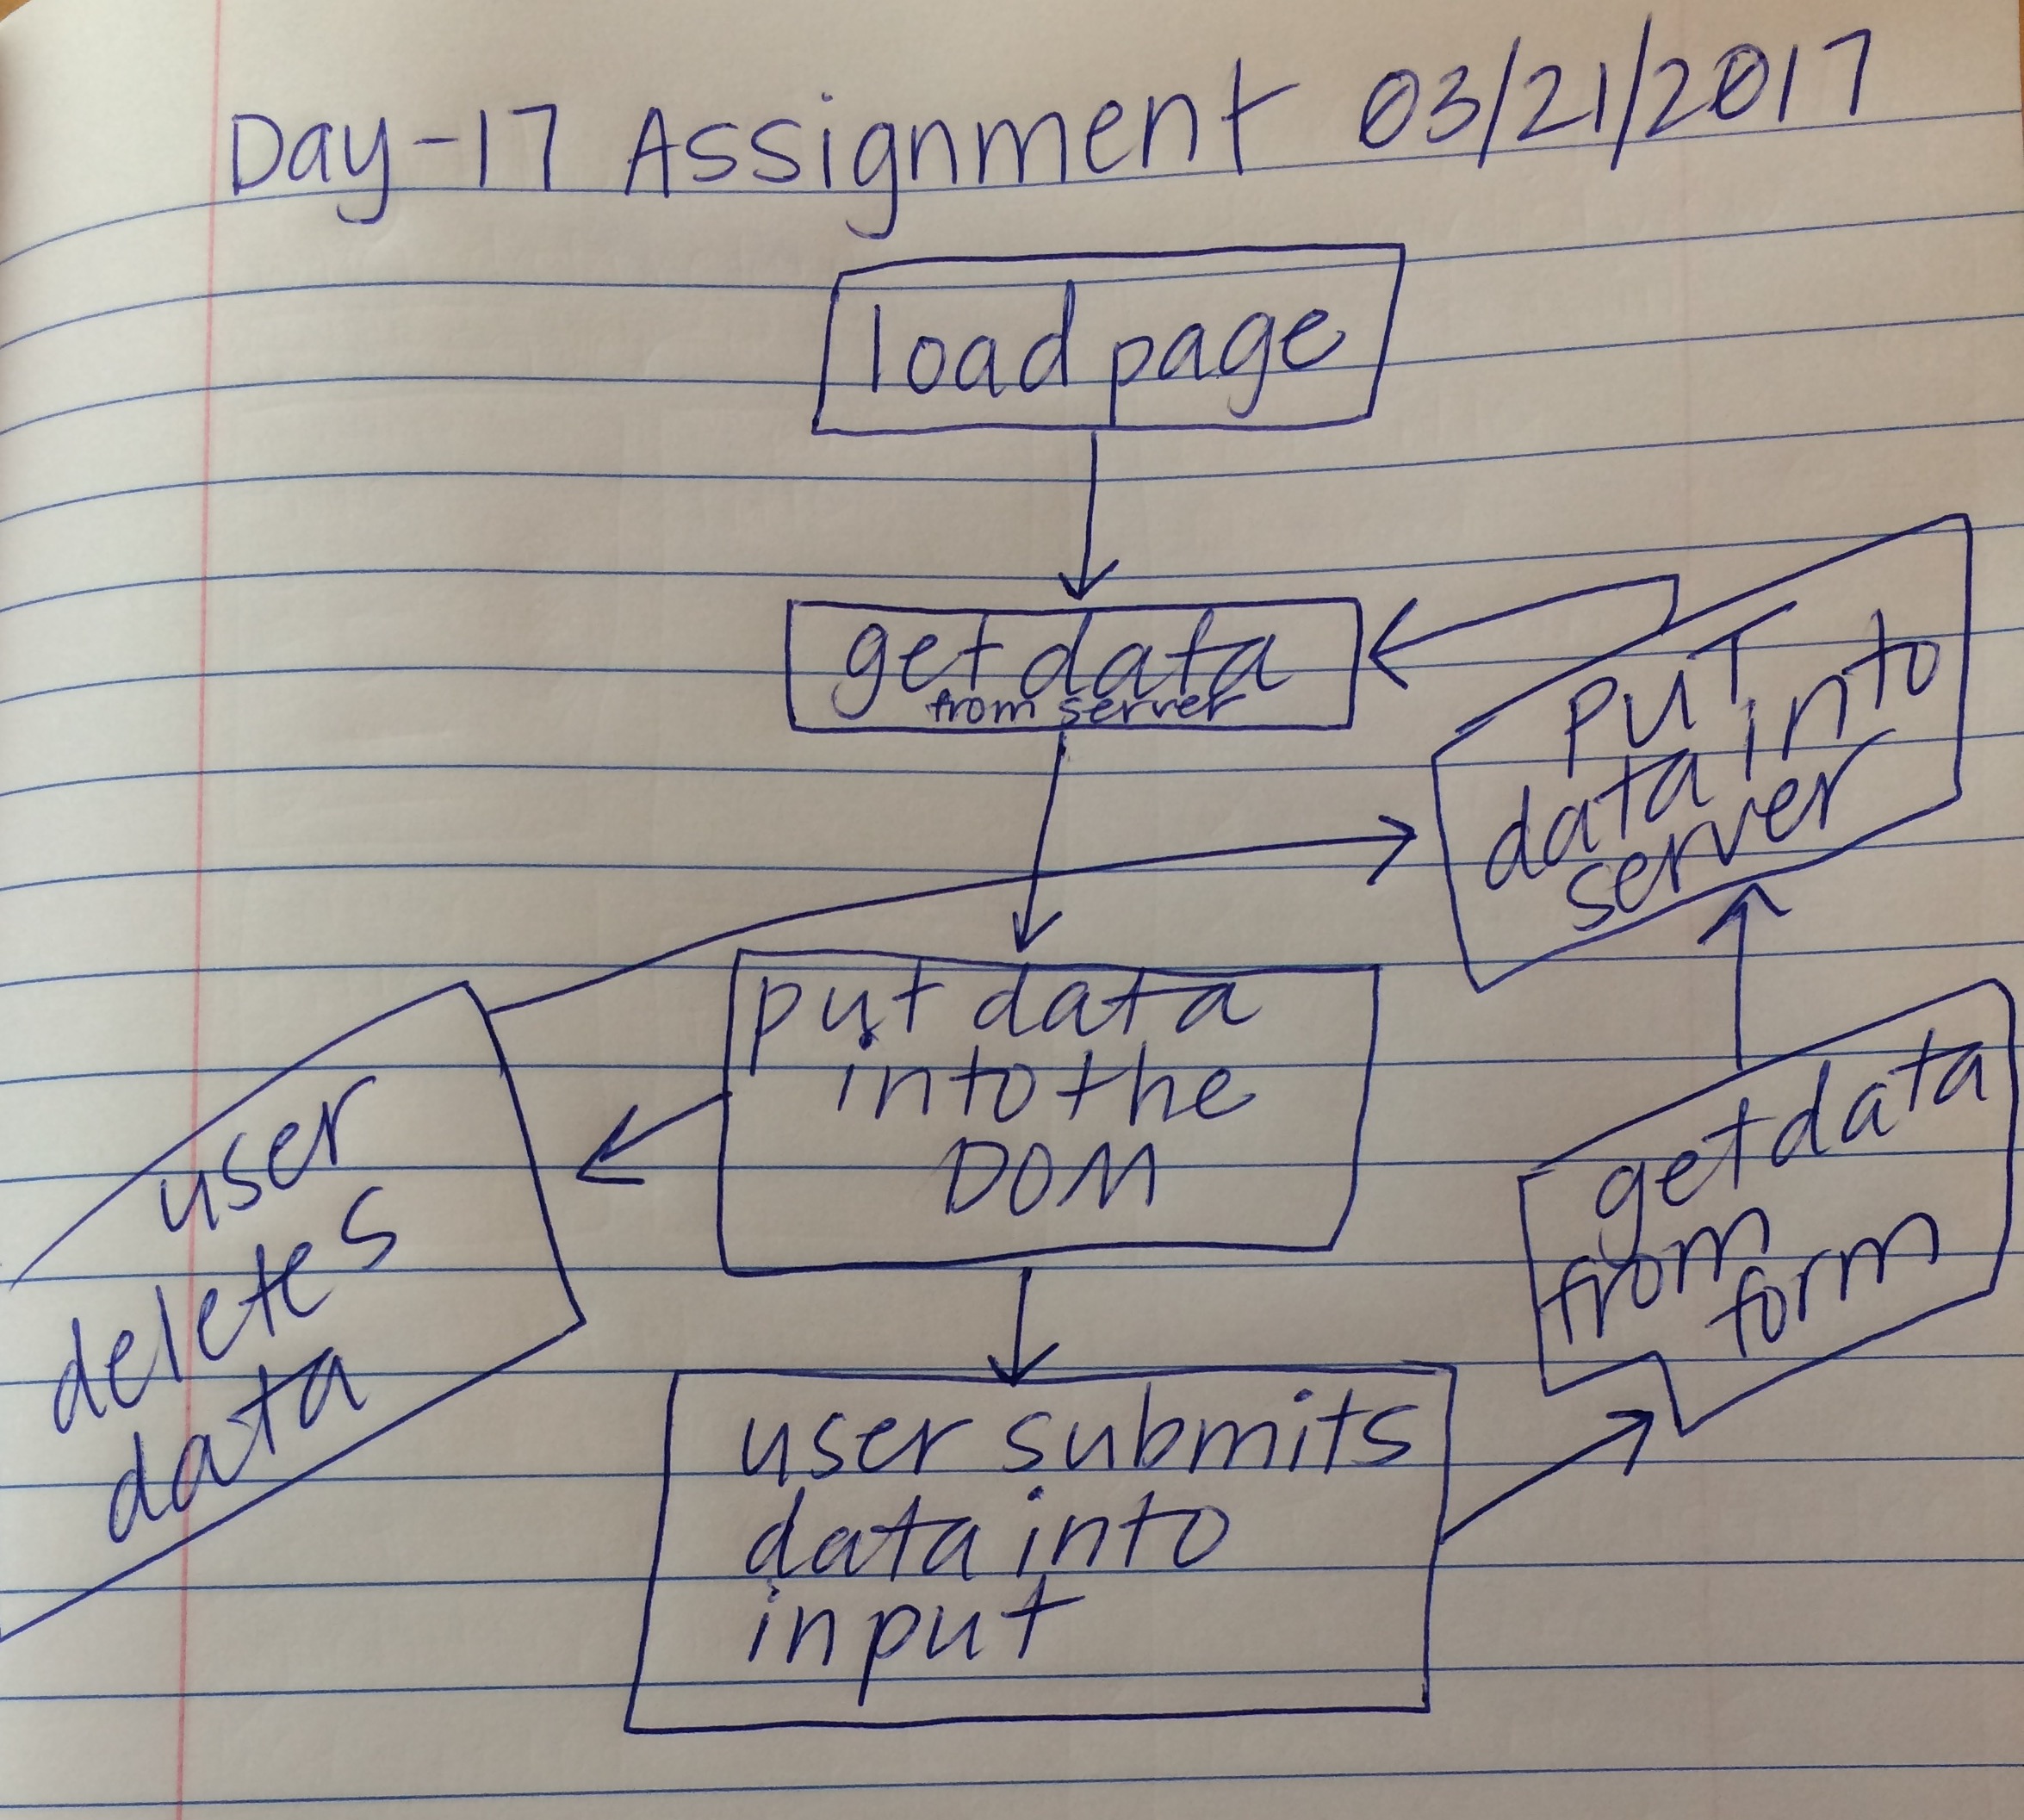 Day-17 Assignment 03/21/2017
load page
get data
from server
PUT
data into
server
put data
into the
DOM
user
deletes
data
get data
from
form
user submits
data into
input